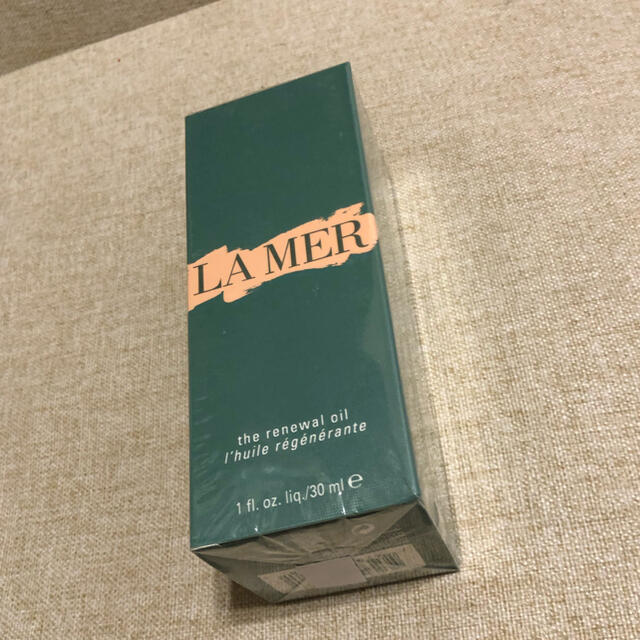 LA MER
the renewal oil
l'huile régénérante
1 fl. oz. liq./30 ml e